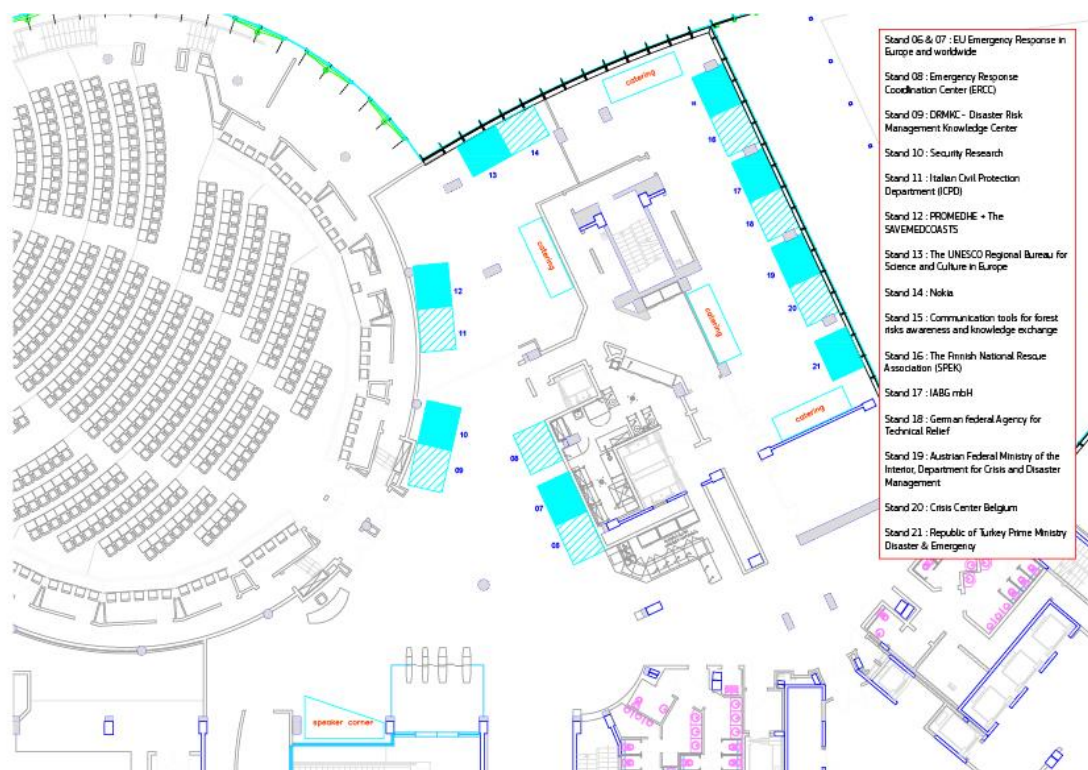 Stand 06 & 07 : EU Emergency Response in
Europe and worldwide
Stand 08 : Emergency Response
Coordination Center (ERCC)
Stand 09 : DRMKC - Disaster Risk
Management Knowledge Center
Stand 10 : Security Research
Stand 11 : Italian Civil Protection
Department (ICPD)
Stand 12 : PROMEDHE + The
SAVEMEDCOASTS
Stand 13 : The UNESCO Regional Bureau for
Science and Culture in Europe
Stand 14 : Nokia
Stand 15 : Communication tools for forest
risks awareness and knowledge exchange
Stand 16 : The Finnish National Rescue
Association (SPEK)
Stand 17 : IABG mbH
Stand 18 : German federal Agency for
Technical Relief
Stand 19 : Austrian Federal Ministry of the
Interior, Department for Crisis and Disaster
Management
Stand 20 : Crisis Center Belgium
Stand 21 : Republic of Turkey Prime Ministry
Disaster & Emergency
catering
14
13
16
17
18
catering
12
19
11
20
catering
21
catering
10
08
09
07
06
speaker corner